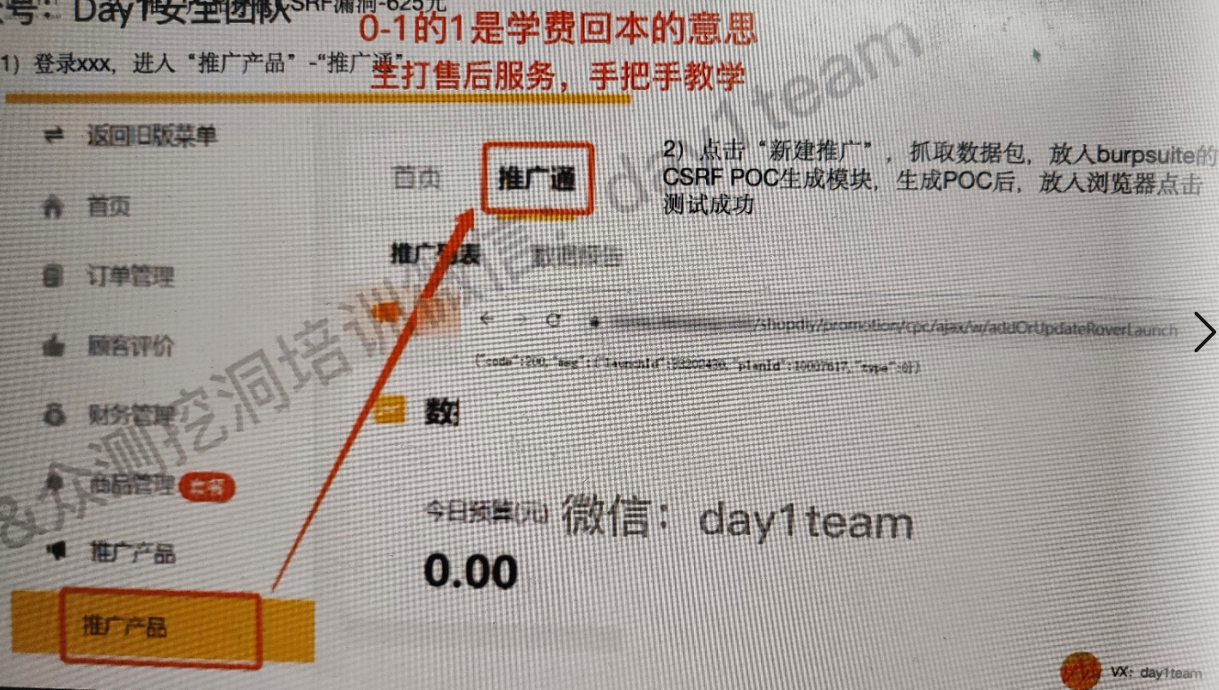 号：Day1安全团队
SRF漏洞-625元
0-1的1是学费回本的意思
主打售后服务，手把手教学
1）登录xxx，进入“推广产品”-“推广通”
返回旧版菜单
首页
推广通
2）点击“新建推广”，抓取数据包，放入burpsuite的
CSRF POC生成模块，生成POC后，放入浏览器点击
测试成功
首页
推广列表
数据报告
订单管理
/shopdiy/promotion/cpc/ajax/w/addOrUpdateRoverLaunch
顾客评价
{"code":200,"msg":{"launchId":33202430,"planId":10007617,"type":0}}
财务管理
数据
商品管理
&众测挖洞培训 微信：day1team
今日预算(元)
微信：day1team
0.00
推广产品
推广产品
VX：day1team